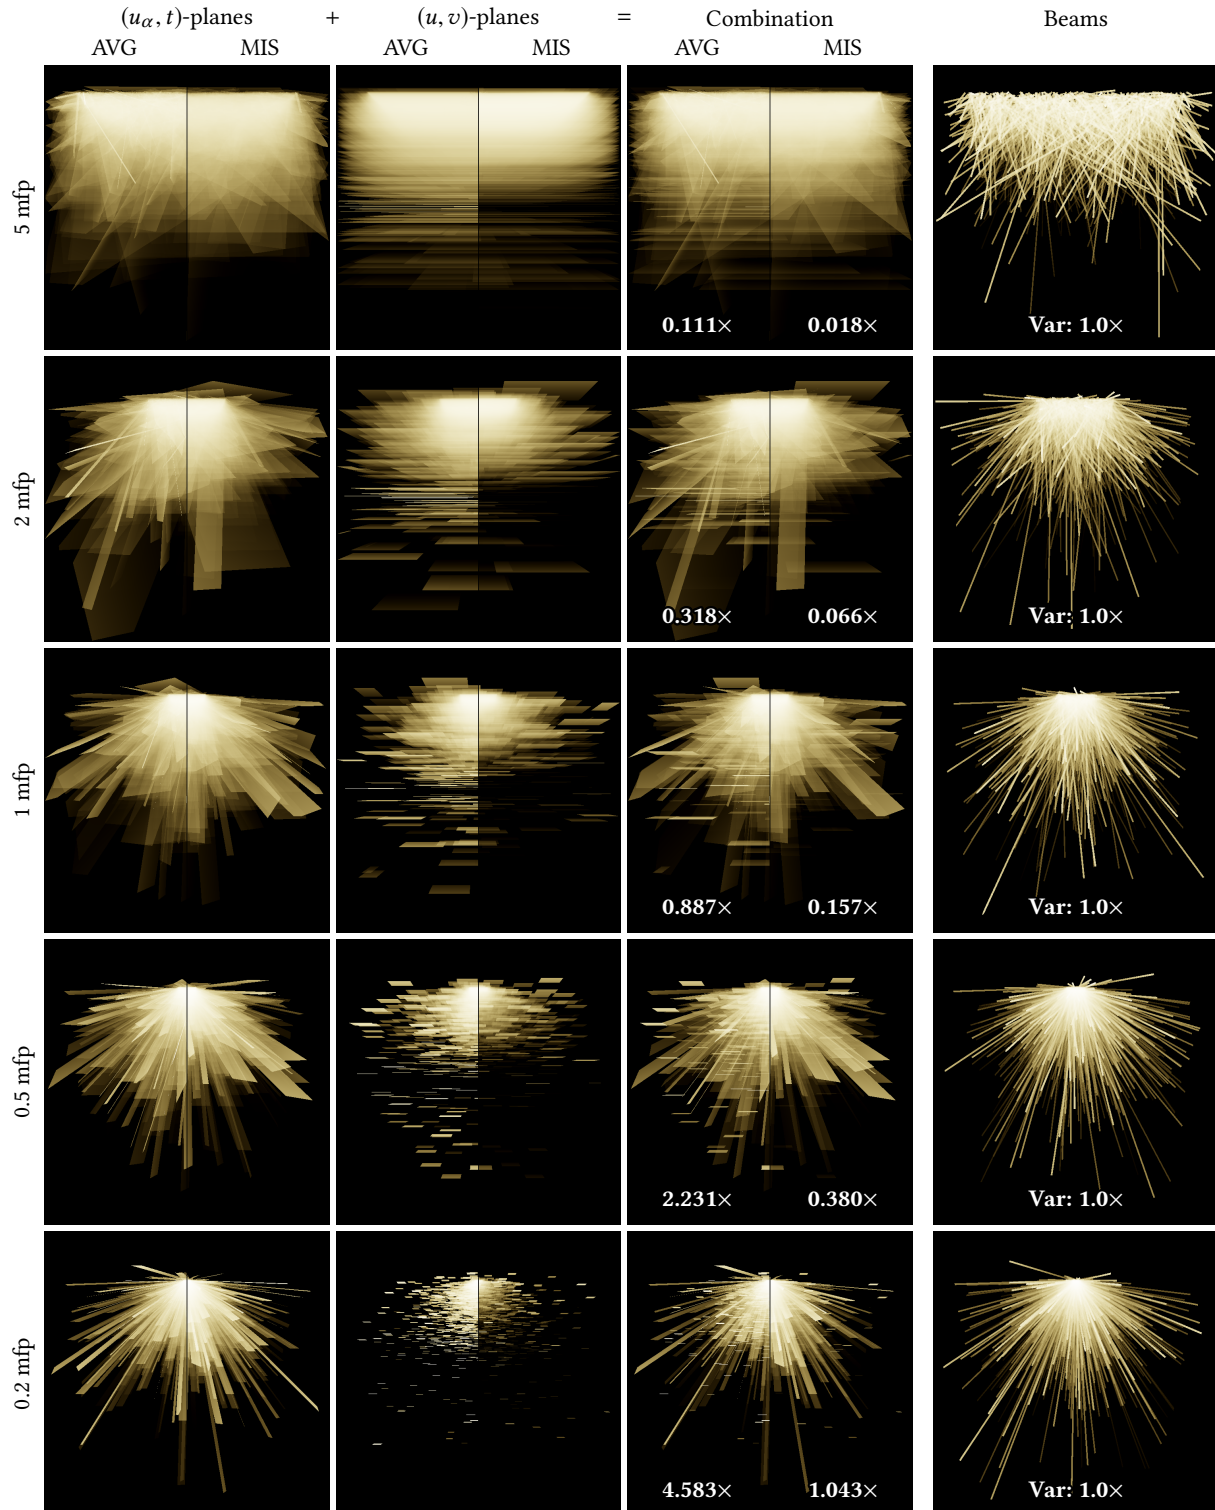 (u_α, t)-planes + (u, v)-planes = Combination Beams
AVG MIS AVG MIS AVG MIS
5 mfp
0.111× 0.018× Var: 1.0×
2 mfp
0.318× 0.066× Var: 1.0×
1 mfp
0.887× 0.157× Var: 1.0×
0.5 mfp
2.231× 0.380× Var: 1.0×
0.2 mfp
4.583× 1.043× Var: 1.0×